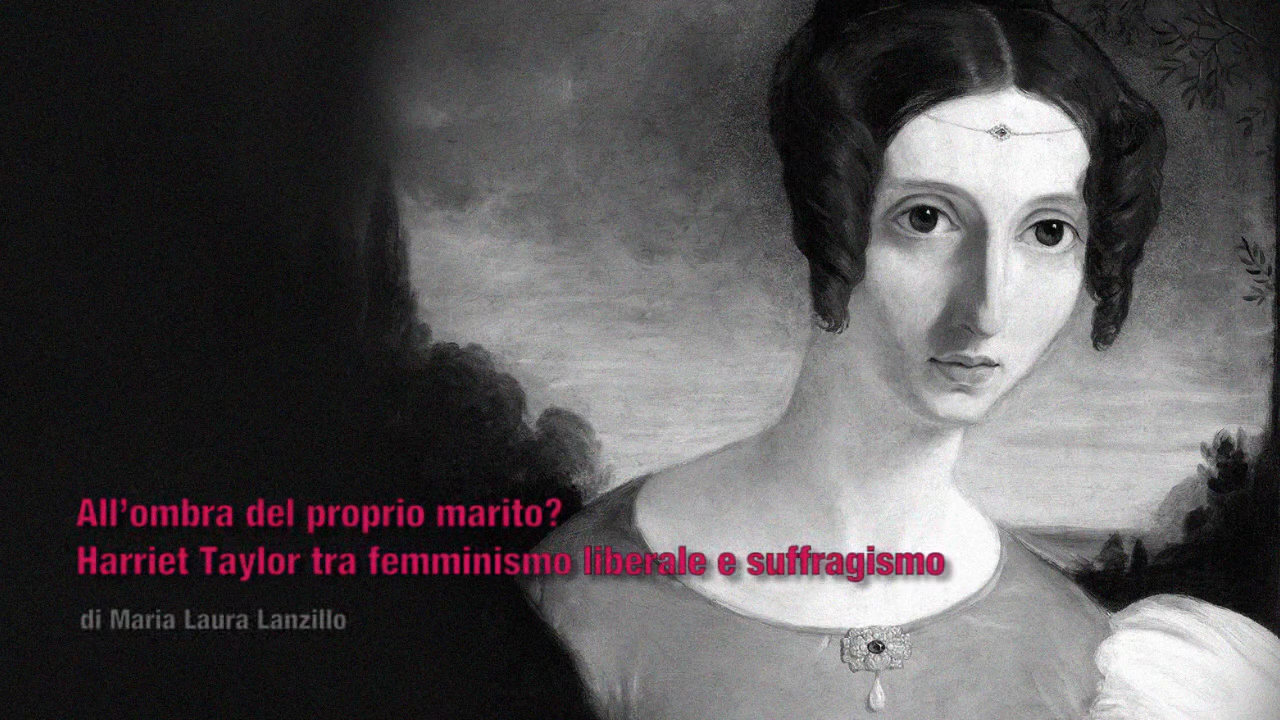 All’ombra del proprio marito?
Harriet Taylor tra femminismo liberale e suffragismo
di Maria Laura Lanzillo